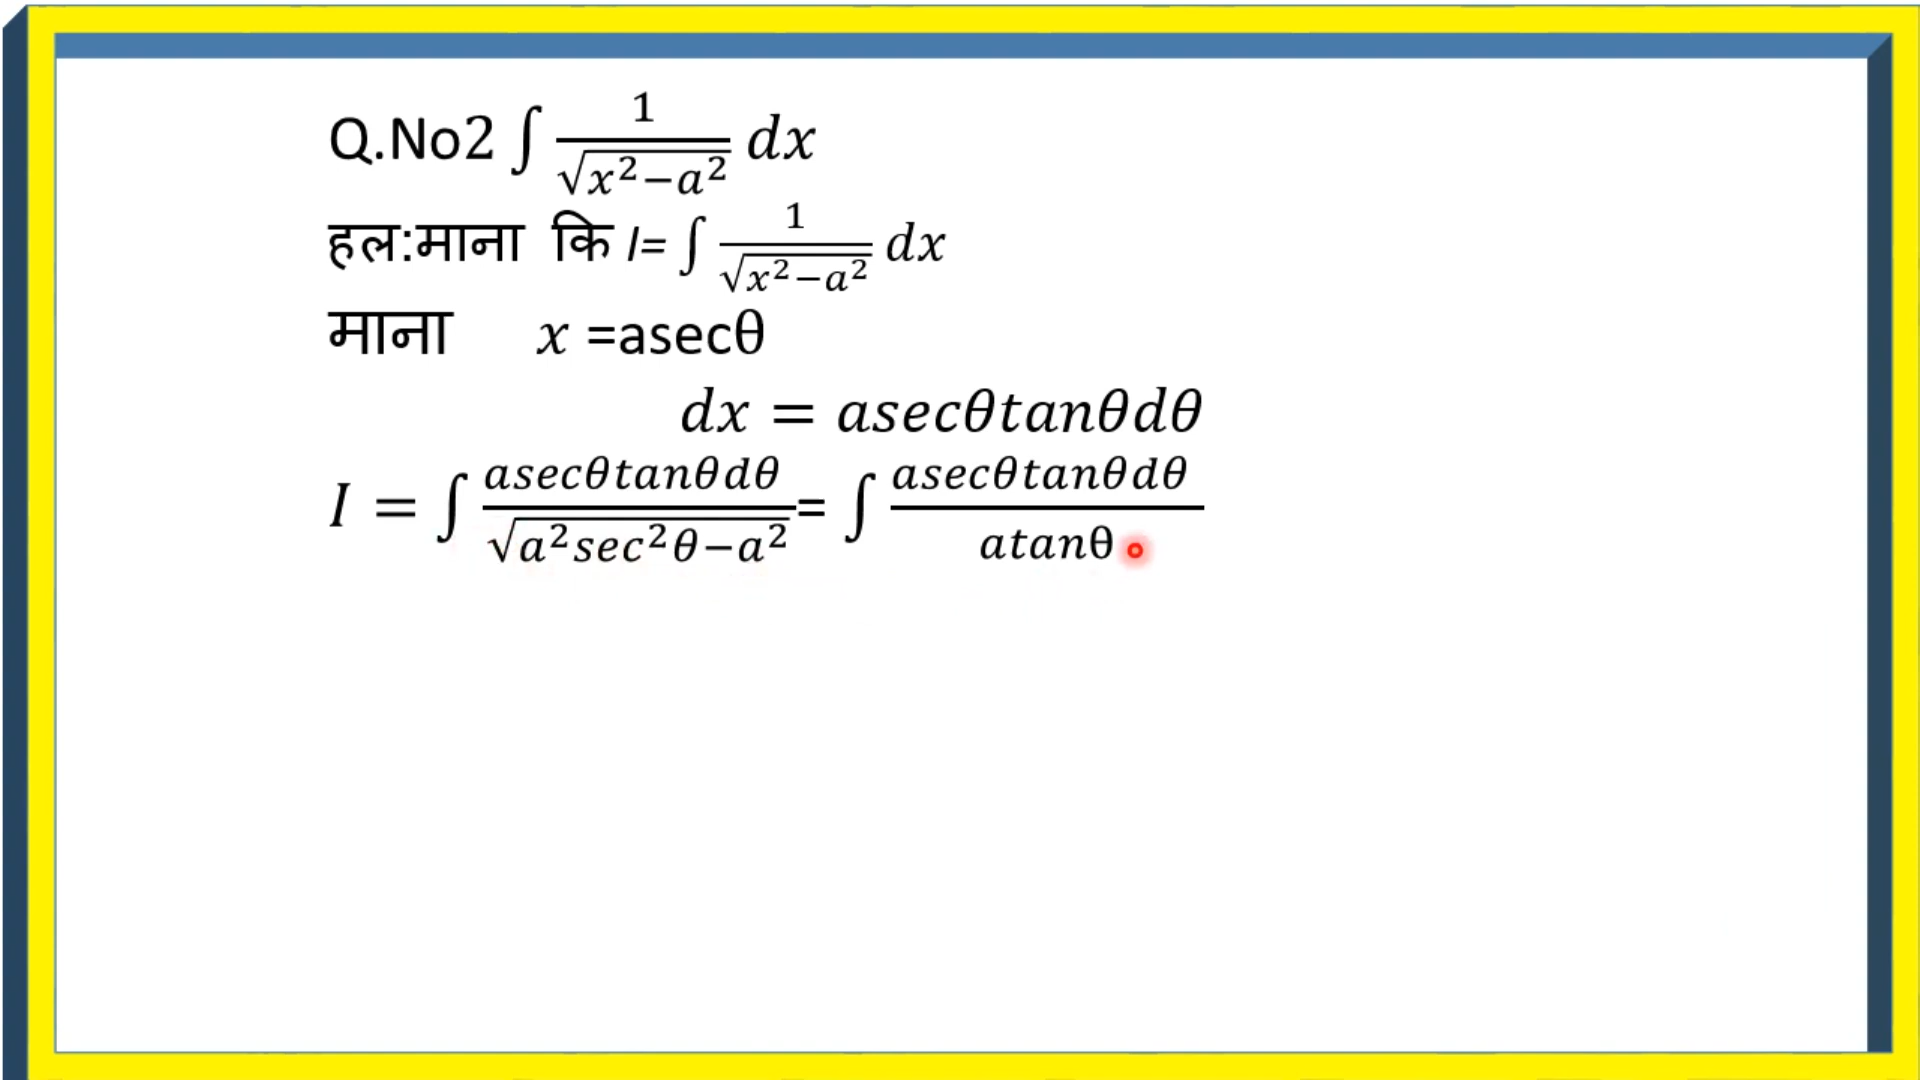 Q.No2 ∫ 1/√(x²−a²) dx
हल:माना कि I= ∫ 1/√(x²−a²) dx
माना x =asecθ
dx = asecθtanθdθ
I = ∫ asecθtanθdθ/√(a²sec²θ−a²) = ∫ asecθtanθdθ/atanθ